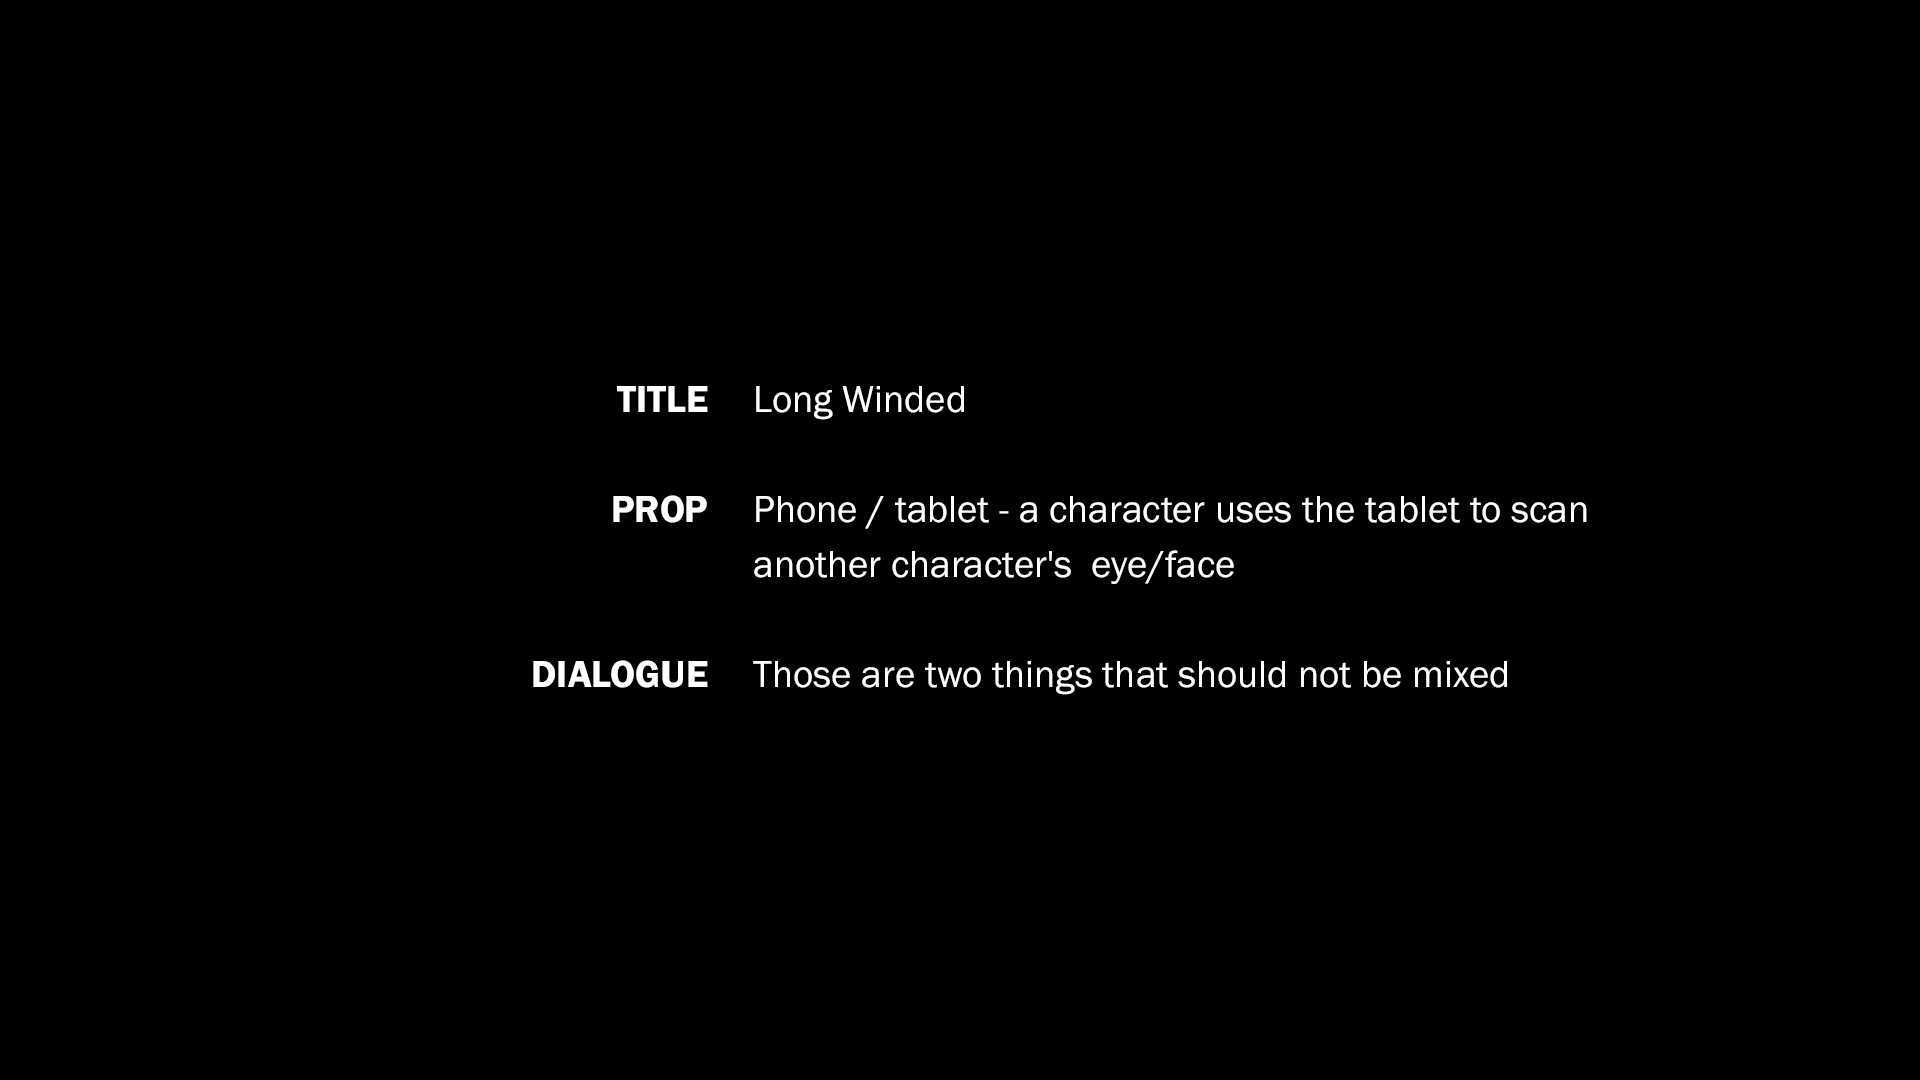 TITLE Long Winded
PROP Phone / tablet - a character uses the tablet to scan
another character's  eye/face
DIALOGUE Those are two things that should not be mixed